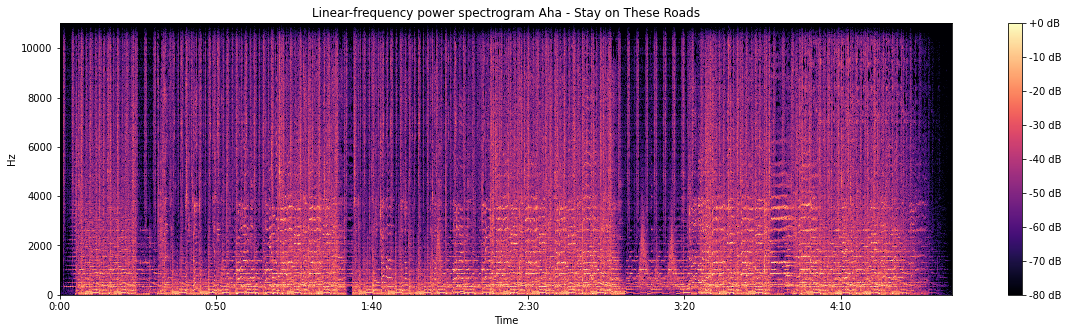 Linear-frequency power spectrogram Aha - Stay on These Roads
10000
8000
6000
4000
2000
0
Hz
0:00
0:50
1:40
2:30
3:20
4:10
Time
+0 dB
-10 dB
-20 dB
-30 dB
-40 dB
-50 dB
-60 dB
-70 dB
-80 dB